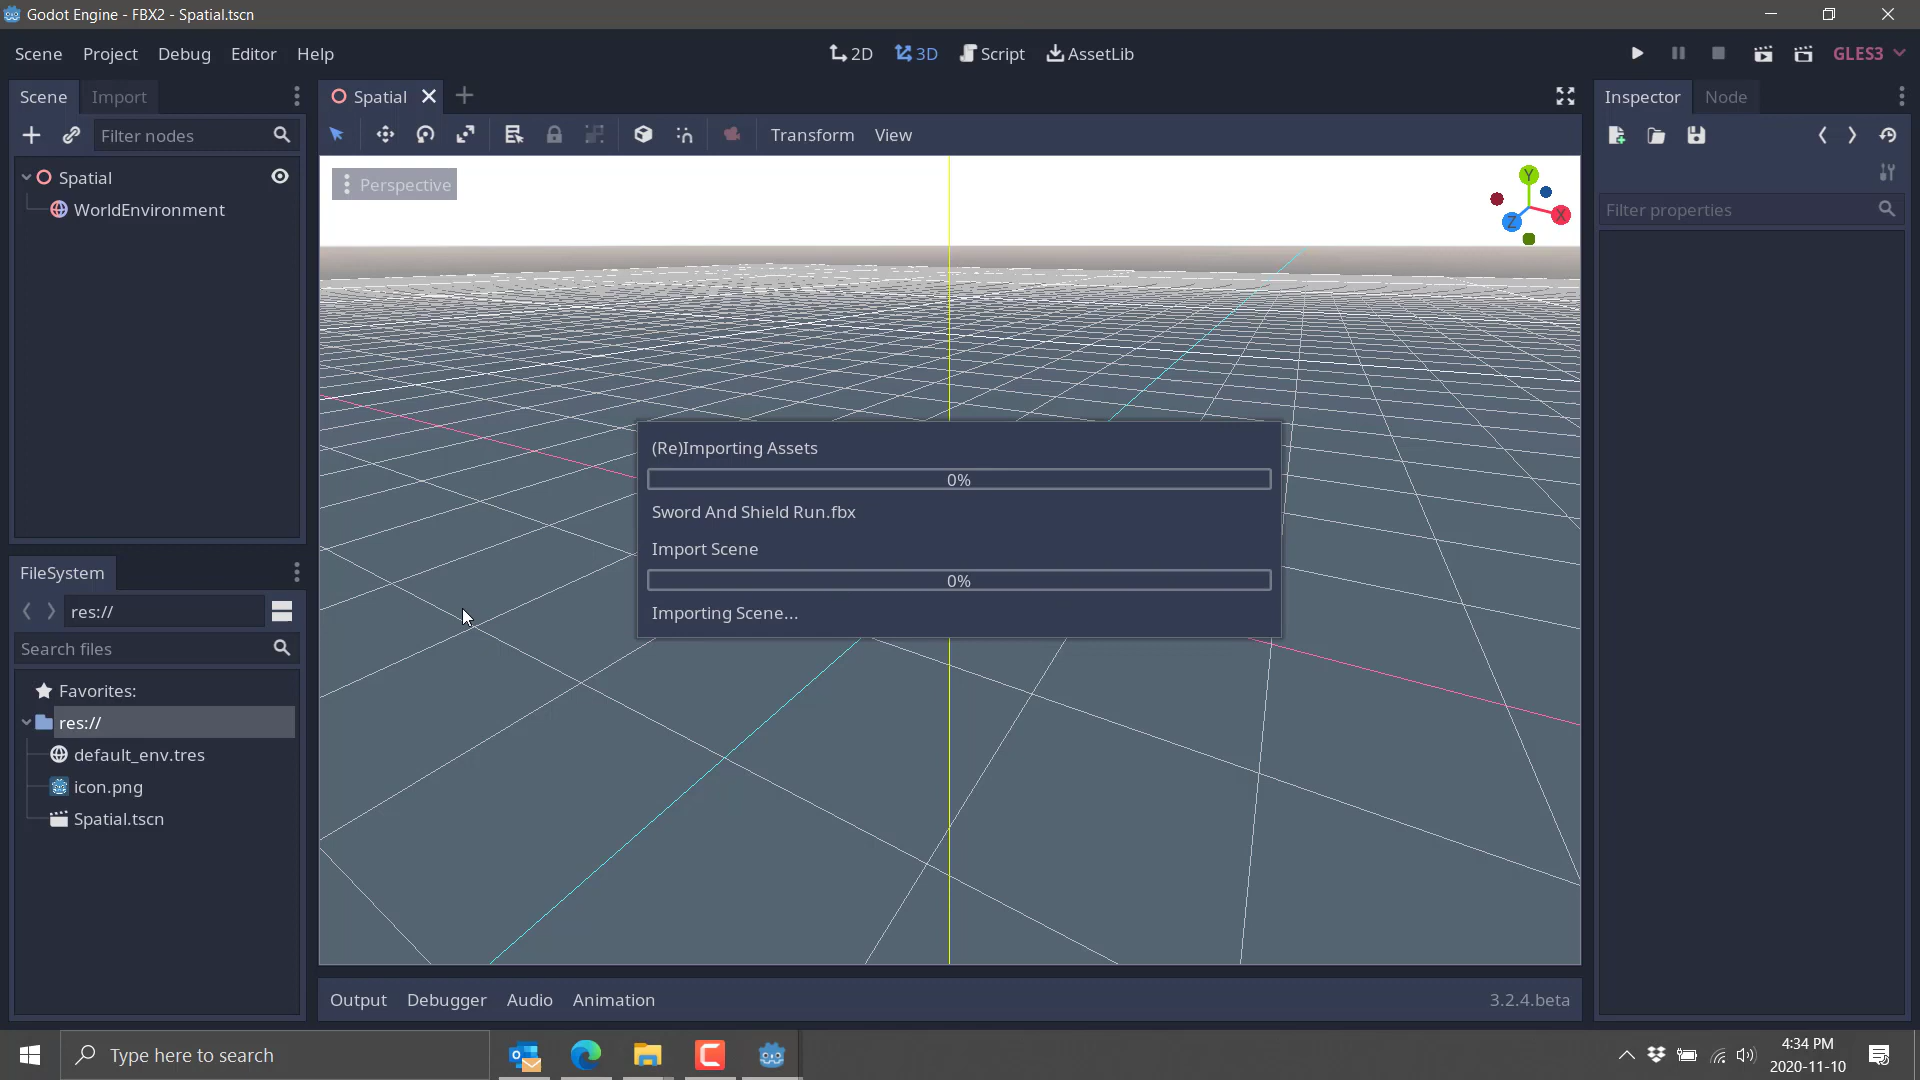 Godot Engine - FBX2 - Spatial.tscn
Scene Project Debug Editor Help
2D 3D Script AssetLib
GLES3
Scene Import
Spatial
Inspector Node
Filter nodes
Transform View
Spatial
WorldEnvironment
Perspective
Y
X
Z
Filter properties
(Re)Importing Assets
0%
Sword And Shield Run.fbx
Import Scene
0%
Importing Scene...
FileSystem
res://
Search files
Favorites:
res://
default_env.tres
icon.png
Spatial.tscn
Output Debugger Audio Animation
3.2.4.beta
Type here to search
4:34 PM
2020-11-10